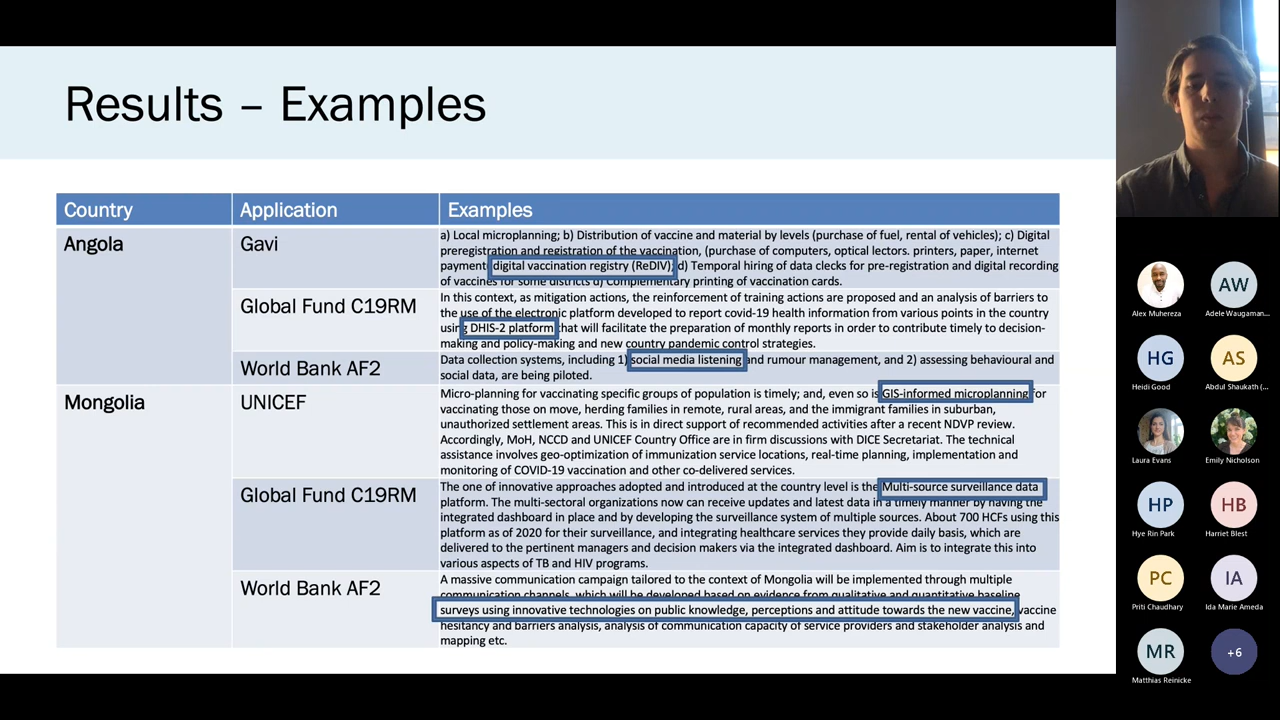 Results – Examples
Country
Application
Examples
Angola
Gavi
a) Local microplanning; b) Distribution of vaccine and material by levels (purchase of fuel, rental of vehicles); c) Digital
preregistration and registration of the vaccination, (purchase of computers, optical lectors. printers, paper, internet
payment digital vaccination registry (ReDIV); d) Temporal hiring of data clecks for pre-registration and digital recording
of vaccines for some districts d) Complementary printing of vaccination cards.
Global Fund C19RM
In this context, as mitigation actions, the reinforcement of training actions are proposed and an analysis of barriers to
the use of the electronic platform developed to report covid-19 health information from various points in the country
using DHIS-2 platform that will facilitate the preparation of monthly reports in order to contribute timely to decision-
making and policy-making and new country pandemic control strategies.
World Bank AF2
Data collection systems, including 1) social media listening and rumour management, and 2) assessing behavioural and
social data, are being piloted.
Mongolia
UNICEF
Micro-planning for vaccinating specific groups of population is timely; and, even so is GIS-informed microplanning for
vaccinating those on move, herding families in remote, rural areas, and the immigrant families in suburban,
unauthorized settlement areas. This is in direct support of recommended activities after a recent NDVP review.
Accordingly, MoH, NCCD and UNICEF Country Office are in firm discussions with DICE Secretariat. The technical
assistance involves geo-optimization of immunization service locations, real-time planning, implementation and
monitoring of COVID-19 vaccination and other co-delivered services.
Global Fund C19RM
The one of innovative approaches adopted and introduced at the country level is the Multi-source surveillance data
platform. The multi-sectoral organizations now can receive updates and latest data in a timely manner by having the
integrated dashboard in place and by developing the surveillance system of multiple sources. About 700 HCFs using this
platform as of 2020 for their surveillance, and integrating healthcare services they provide daily basis, which are
delivered to the pertinent managers and decision makers via the integrated dashboard. Aim is to integrate this into
various aspects of TB and HIV programs.
World Bank AF2
A massive communication campaign tailored to the context of Mongolia will be implemented through multiple
communication channels, which will be developed based on evidence from qualitative and quantitative baseline
surveys using innovative technologies on public knowledge, perceptions and attitude towards the new vaccine, vaccine
hesitancy and barriers analysis, analysis of communication capacity of service providers and stakeholder analysis and
mapping etc.
Alex Muhereza
AW
Adele Waugaman...
HG
Heidi Good
AS
Abdul Shaukath (...
Laura Evans
Emily Nicholson
HP
Hye Rin Park
HB
Harriet Blest
PC
Priti Chaudhary
IA
Ida Marie Ameda
MR
Matthias Reinicke
+6